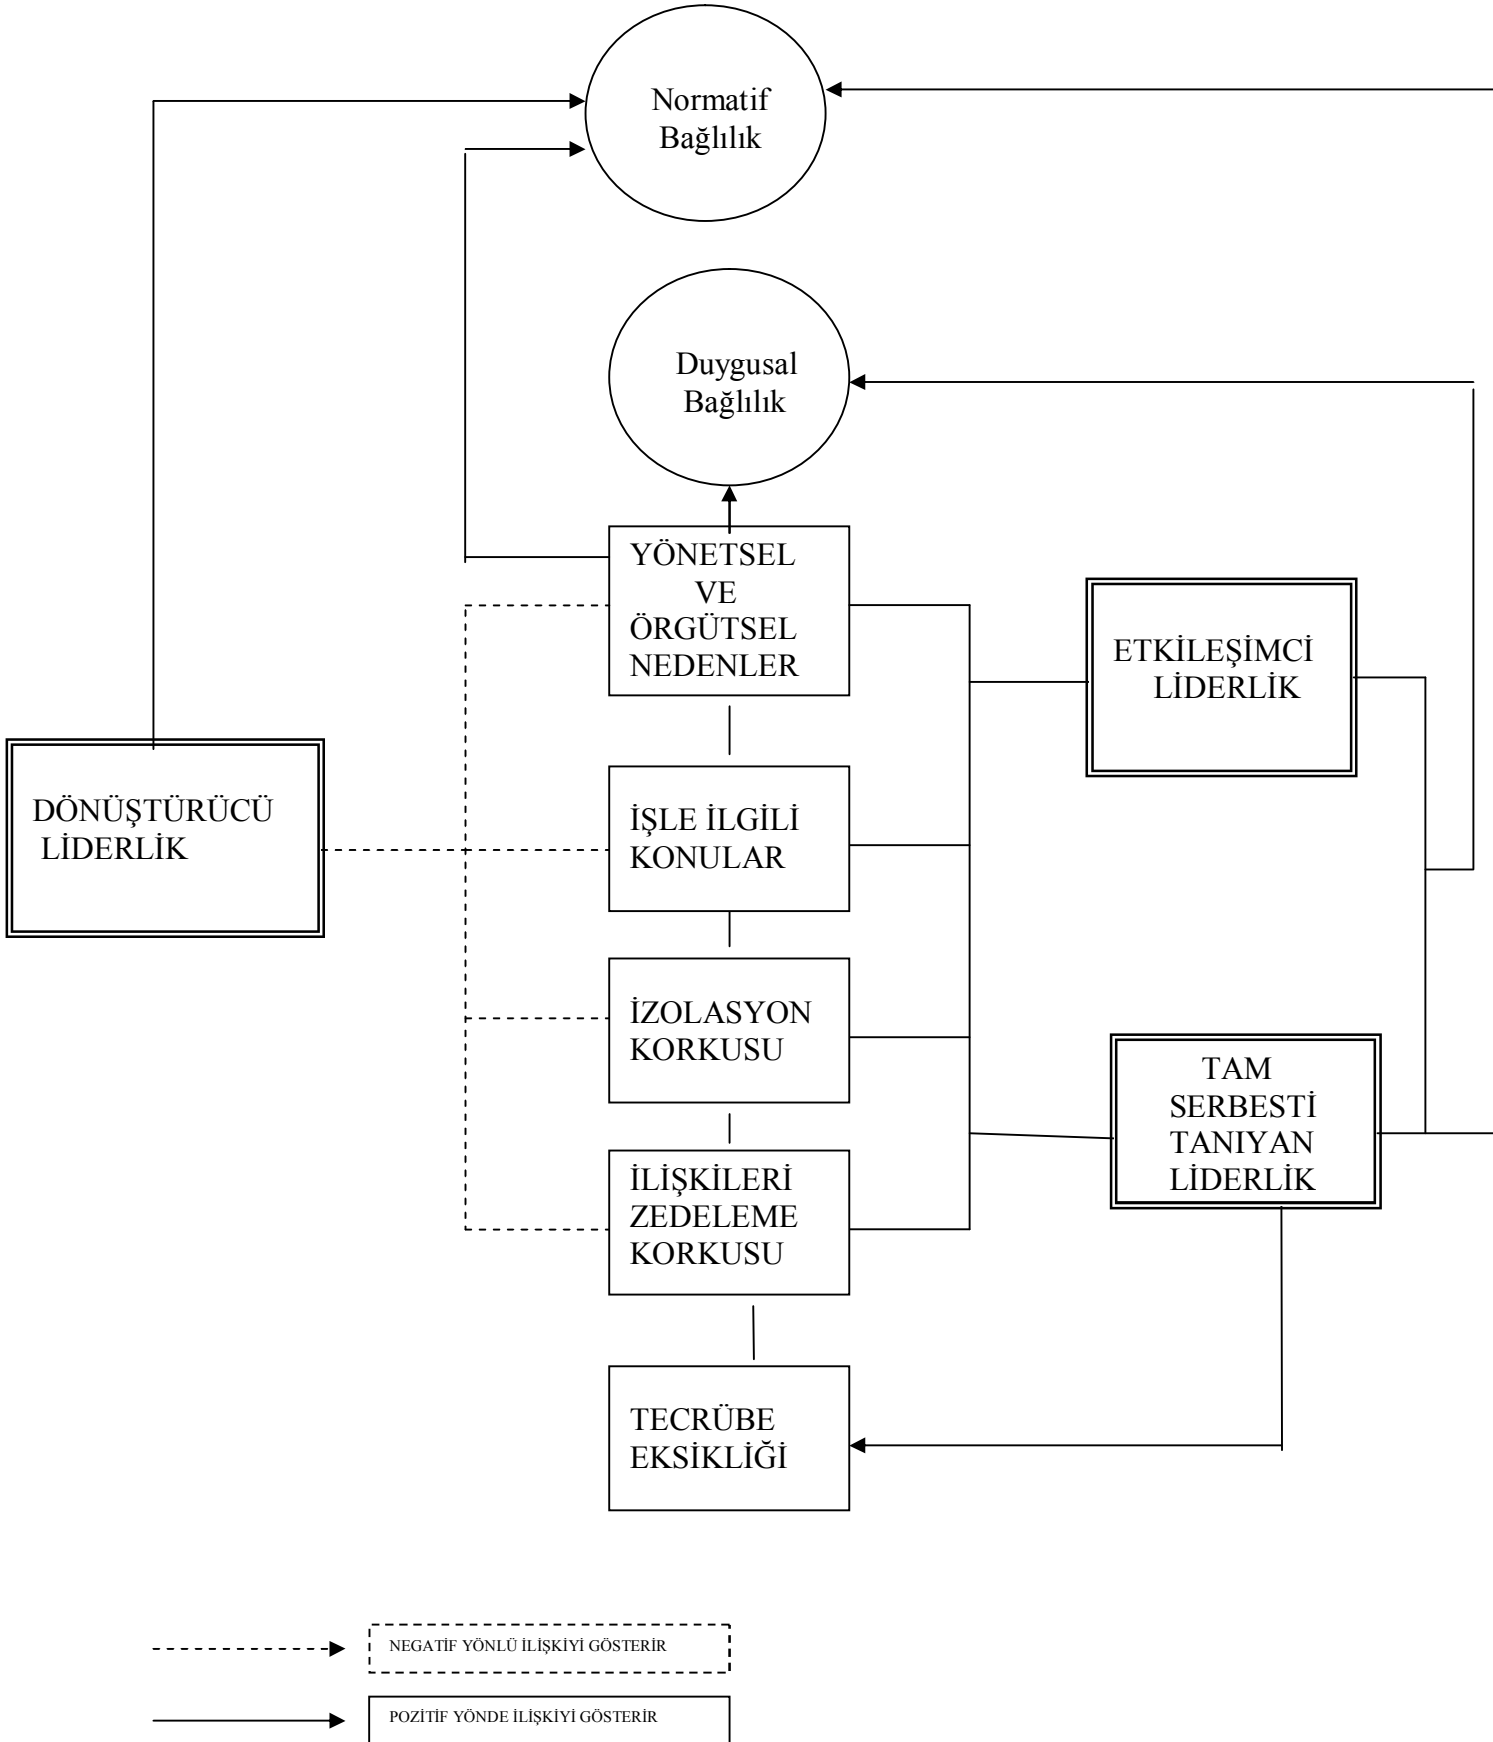 Normatif
Bağlılık
Duygusal
Bağlılık
YÖNETSEL
VE
ÖRGÜTSEL
NEDENLER
ETKİLEŞİMCİ
LİDERLİK
DÖNÜŞTÜRÜCÜ
LİDERLİK
İŞLE İLGİLİ
KONULAR
İZOLASYON
KORKUSU
TAM
SERBESTİ
TANIYAN
LİDERLİK
İLİŞKİLERİ
ZEDELEME
KORKUSU
TECRÜBE
EKSİKLİĞİ
NEGATİF YÖNLÜ İLİŞKİYİ GÖSTERİR
POZİTİF YÖNDE İLİŞKİYİ GÖSTERİR